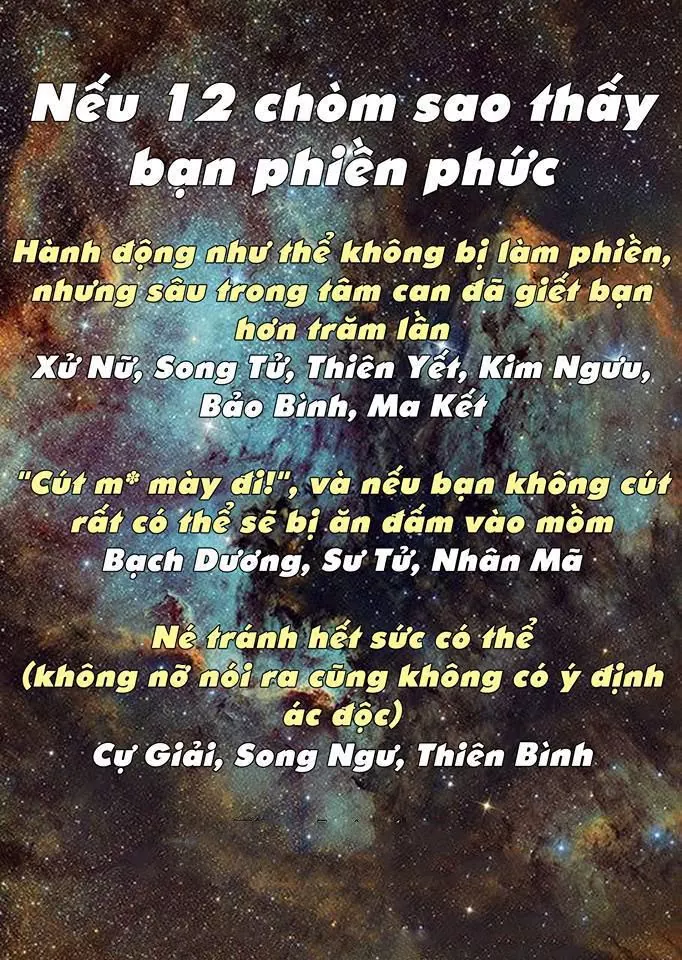 Nếu 12 chòm sao thấy
bạn phiền phức
Hành động như thể không bị làm phiền,
nhưng sâu trong tâm can đã giết bạn
hơn trăm lần
Xử Nữ, Song Tử, Thiên Yết, Kim Ngưu,
Bảo Bình, Ma Kết
"Cút m* mày đi!", và nếu bạn không cút
rất có thể sẽ bị ăn đấm vào mồm
Bạch Dương, Sư Tử, Nhân Mã
Né tránh hết sức có thể
(không nỡ nói ra cũng không có ý định
ác độc)
Cự Giải, Song Ngư, Thiên Bình